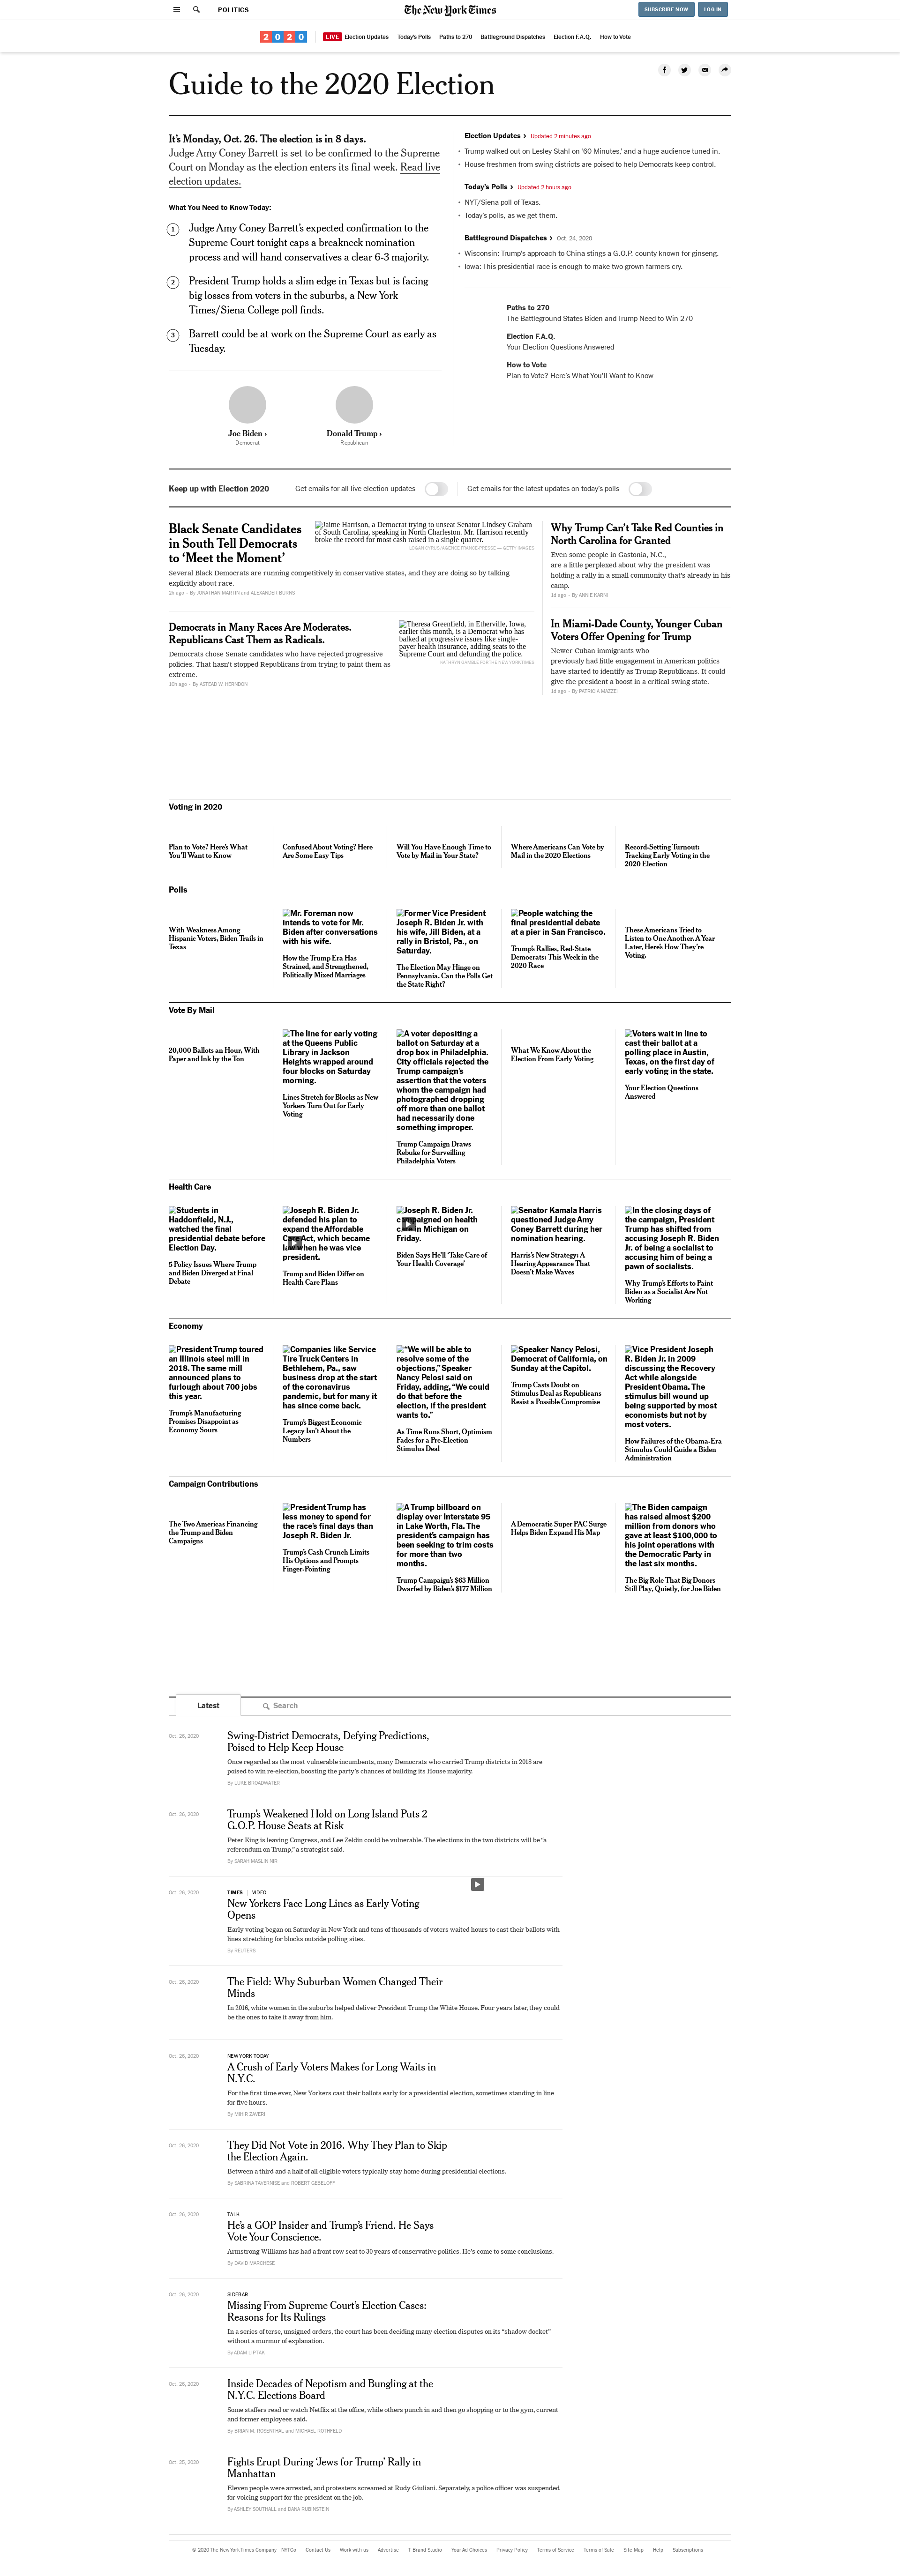 POLITICS
The New York Times
SUBSCRIBE NOW
LOG IN
2020
LIVE Election Updates
Today's Polls
Paths to 270
Battleground Dispatches
Election F.A.Q.
How to Vote
Guide to the 2020 Election
It's Monday, Oct. 26. The election is in 8 days.
Judge Amy Coney Barrett is set to be confirmed to the Supreme
Court on Monday as the election enters its final week. Read live
election updates.
What You Need to Know Today:
1
Judge Amy Coney Barrett's expected confirmation to the
Supreme Court tonight caps a breakneck nomination
process and will hand conservatives a clear 6-3 majority.
2
President Trump holds a slim edge in Texas but is facing
big losses from voters in the suburbs, a New York
Times/Siena College poll finds.
3
Barrett could be at work on the Supreme Court as early as
Tuesday.
Joe Biden ›
Democrat
Donald Trump ›
Republican
Election Updates › Updated 2 minutes ago
• Trump walked out on Lesley Stahl on '60 Minutes,' and a huge audience tuned in.
• House freshmen from swing districts are poised to help Democrats keep control.
Today's Polls › Updated 2 hours ago
• NYT/Siena poll of Texas.
• Today's polls, as we get them.
Battleground Dispatches › Oct. 24, 2020
• Wisconsin: Trump's approach to China stings a G.O.P. county known for ginseng.
• Iowa: This presidential race is enough to make two grown farmers cry.
Paths to 270
The Battleground States Biden and Trump Need to Win 270
Election F.A.Q.
Your Election Questions Answered
How to Vote
Plan to Vote? Here's What You'll Want to Know
Keep up with Election 2020
Get emails for all live election updates
Get emails for the latest updates on today's polls
Black Senate Candidates
in South Tell Democrats
to 'Meet the Moment'
Several Black Democrats are running competitively in conservative states, and they are doing so by talking
explicitly about race.
2h ago – By JONATHAN MARTIN and ALEXANDER BURNS
Jaime Harrison, a Democrat trying to unseat Senator Lindsey Graham
of South Carolina, speaking in North Charleston. Mr. Harrison recently
broke the record for most cash raised in a single quarter.
LOGAN CYRUS/AGENCE FRANCE-PRESSE — GETTY IMAGES
Democrats in Many Races Are Moderates.
Republicans Cast Them as Radicals.
Democrats chose Senate candidates who have rejected progressive
policies. That hasn't stopped Republicans from trying to paint them as
extreme.
12h ago – By ASTEAD W. HERNDON
Theresa Greenfield, in Etherville, Iowa,
earlier this month, is a Democrat who has
balked at progressive issues like single-
payer health insurance, adding seats to the
Supreme Court and defunding the police.
KATHRYN GAMBLE FOR THE NEW YORK TIMES
Why Trump Can't Take Red Counties in
North Carolina for Granted
Even some people in Gastonia, N.C.,
are a little perplexed about why the president was
holding a rally in a small community that's already in his
camp.
1d ago – By ANNIE KARNI
In Miami-Dade County, Younger Cuban
Voters Offer Opening for Trump
Newer Cuban immigrants who
previously had little engagement in American politics
have started to identify as Trump Republicans. It could
give the president a boost in a critical swing state.
1d ago – By PATRICIA MAZZEI
Voting in 2020
Plan to Vote? Here's What
You'll Want to Know
Confused About Voting? Here
Are Some Easy Tips
Will You Have Enough Time to
Vote by Mail in Your State?
Where Americans Can Vote by
Mail in the 2020 Elections
Record-Setting Turnout:
Tracking Early Voting in the
2020 Election
Polls
With Weakness Among
Hispanic Voters, Biden Trails in
Texas
Mr. Foreman now
intends to vote for Mr.
Biden after conversations
with his wife.
How the Trump Era Has
Strained, and Strengthened,
Politically Mixed Marriages
Former Vice President
Joseph R. Biden Jr. with
his wife, Jill Biden, at a
rally in Bristol, Pa., on
Saturday.
The Election May Hinge on
Pennsylvania. Can the Polls Get
the State Right?
People watching the
final presidential debate
at a pier in San Francisco.
Trump's Rallies, Red-State
Democrats: This Week in the
2020 Race
These Americans Tried to
Listen to One Another. A Year
Later, Here's How They're
Voting.
Vote By Mail
20,000 Ballots an Hour, With
Paper and Ink by the Ton
The line for early voting
at the Queens Public
Library in Jackson
Heights wrapped around
four blocks on Saturday
morning.
Lines Stretch for Blocks as New
Yorkers Turn Out for Early
Voting
A voter depositing a
ballot on Saturday at a
drop box in Philadelphia.
City officials rejected the
Trump campaign's
assertion that the voters
whom the campaign had
photographed dropping
off more than one ballot
had necessarily done
something improper.
Trump Campaign Draws
Rebuke for Surveilling
Philadelphia Voters
What We Know About the
Election From Early Voting
Voters wait in line to
cast their ballot at a
polling place in Austin,
Texas, on the first day of
early voting in the state.
Your Election Questions
Answered
Health Care
Students in
Haddonfield, N.J.,
watched the final
presidential debate before
Election Day.
5 Policy Issues Where Trump
and Biden Diverged at Final
Debate
Joseph R. Biden Jr.
defended his plan to
expand the Affordable
Act, which became
hen he was vice
president.
Trump and Biden Differ on
Health Care Plans
Joseph R. Biden Jr.
aigned on health
n Michigan on
Friday.
Biden Says He'll 'Take Care of
Your Health Coverage'
Senator Kamala Harris
questioned Judge Amy
Coney Barrett during her
nomination hearing.
Harris's New Strategy: A
Hearing Appearance That
Doesn't Make Waves
In the closing days of
the campaign, President
Trump has shifted from
accusing Joseph R. Biden
Jr. of being a socialist to
accusing him of being a
pawn of socialists.
Why Trump's Efforts to Paint
Biden as a Socialist Are Not
Working
Economy
President Trump toured
an Illinois steel mill in
2018. The same mill
announced plans to
furlough about 700 jobs
this year.
Trump's Manufacturing
Promises Disappoint as
Economy Sours
Companies like Service
Tire Truck Centers in
Bethlehem, Pa., saw
business drop at the start
of the coronavirus
pandemic, but for many it
has since come back.
Trump's Biggest Economic
Legacy Isn't About the
Numbers
"We will be able to
resolve some of the
objections," Speaker
Nancy Pelosi said on
Friday, adding, "We could
do that before the
election, if the president
wants to."
As Time Runs Short, Optimism
Fades for a Pre-Election
Stimulus Deal
Speaker Nancy Pelosi,
Democrat of California, on
Sunday at the Capitol.
Trump Casts Doubt on
Stimulus Deal as Republicans
Resist a Possible Compromise
Vice President Joseph
R. Biden Jr. in 2009
discussing the Recovery
Act while alongside
President Obama. The
stimulus bill wound up
being supported by most
economists but not by
most voters.
How Failures of the Obama-Era
Stimulus Could Guide a Biden
Administration
Campaign Contributions
The Two Americas Financing
the Trump and Biden
Campaigns
President Trump has
less money to spend for
the race's final days than
Joseph R. Biden Jr.
Trump's Cash Crunch Limits
His Options and Prompts
Finger-Pointing
A Trump billboard on
display over Interstate 95
in Lake Worth, Fla. The
president's campaign has
been seeking to trim costs
for more than two
months.
Trump Campaign's $63 Million
Dwarfed by Biden's $177 Million
A Democratic Super PAC Surge
Helps Biden Expand His Map
The Biden campaign
has raised almost $200
million from donors who
gave at least $100,000 to
his joint operations with
the Democratic Party in
the last six months.
The Big Role That Big Donors
Still Play, Quietly, for Joe Biden
Latest
Search
Oct. 26, 2020
Swing-District Democrats, Defying Predictions,
Poised to Help Keep House
Once regarded as the most vulnerable incumbents, many Democrats who carried Trump districts in 2018 are
poised to win re-election, boosting the party's chances of building its House majority.
By LUKE BROADWATER
Oct. 26, 2020
Trump's Weakened Hold on Long Island Puts 2
G.O.P. House Seats at Risk
Peter King is leaving Congress, and Lee Zeldin could be vulnerable. The elections in the two districts will be "a
referendum on Trump," a strategist said.
By SARAH MASLIN NIR
Oct. 26, 2020
TIMES | VIDEO
New Yorkers Face Long Lines as Early Voting
Opens
Early voting began on Saturday in New York and tens of thousands of voters waited hours to cast their ballots with
lines stretching for blocks outside polling sites.
By REUTERS
Oct. 26, 2020
The Field: Why Suburban Women Changed Their
Minds
In 2016, white women in the suburbs helped deliver President Trump the White House. Four years later, they could
be the ones to take it away from him.
Oct. 26, 2020
NEW YORK TODAY
A Crush of Early Voters Makes for Long Waits in
N.Y.C.
For the first time ever, New Yorkers cast their ballots early for a presidential election, sometimes standing in line
for five hours.
By MIHIR ZAVERI
Oct. 26, 2020
They Did Not Vote in 2016. Why They Plan to Skip
the Election Again.
Between a third and a half of all eligible voters typically stay home during presidential elections.
By SABRINA TAVERNISE and ROBERT GEBELOFF
Oct. 26, 2020
TALK
He's a GOP Insider and Trump's Friend. He Says
Vote Your Conscience.
Armstrong Williams has had a front row seat to 30 years of conservative politics. He's come to some conclusions.
By DAVID MARCHESE
Oct. 26, 2020
SIDEBAR
Missing From Supreme Court's Election Cases:
Reasons for Its Rulings
In a series of terse, unsigned orders, the court has been deciding many election disputes on its "shadow docket"
without a murmur of explanation.
By ADAM LIPTAK
Oct. 26, 2020
Inside Decades of Nepotism and Bungling at the
N.Y.C. Elections Board
Some staffers read or watch Netflix at the office, while others punch in and then go shopping or to the gym, current
and former employees said.
By BRIAN M. ROSENTHAL and MICHAEL ROTHFELD
Oct. 25, 2020
Fights Erupt During 'Jews for Trump' Rally in
Manhattan
Eleven people were arrested, and protesters screamed at Rudy Giuliani. Separately, a police officer was suspended
for voicing support for the president on the job.
By ASHLEY SOUTHALL and DANA RUBINSTEIN
© 2020 The New York Times Company
NYTCo
Contact Us
Work with us
Advertise
T Brand Studio
Your Ad Choices
Privacy Policy
Terms of Service
Terms of Sale
Site Map
Help
Subscriptions